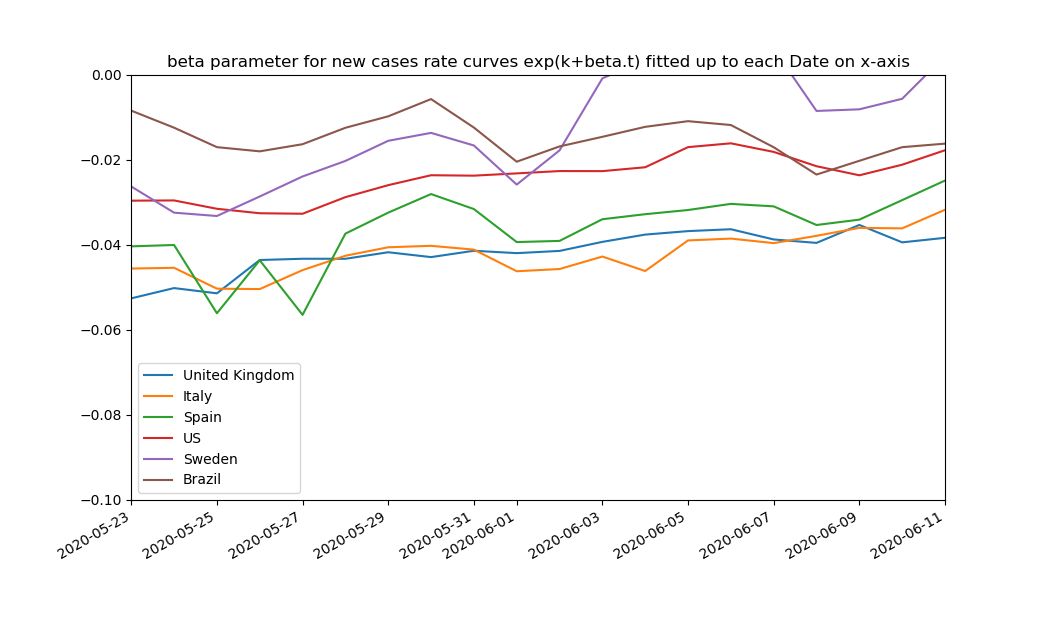 beta parameter for new cases rate curves exp(k+beta.t) fitted up to each Date on x-axis
0.00
−0.02
−0.04
−0.06
−0.08
−0.10
United Kingdom
Italy
Spain
US
Sweden
Brazil
2020-05-23
2020-05-25
2020-05-27
2020-05-29
2020-05-31
2020-06-01
2020-06-03
2020-06-05
2020-06-07
2020-06-09
2020-06-11